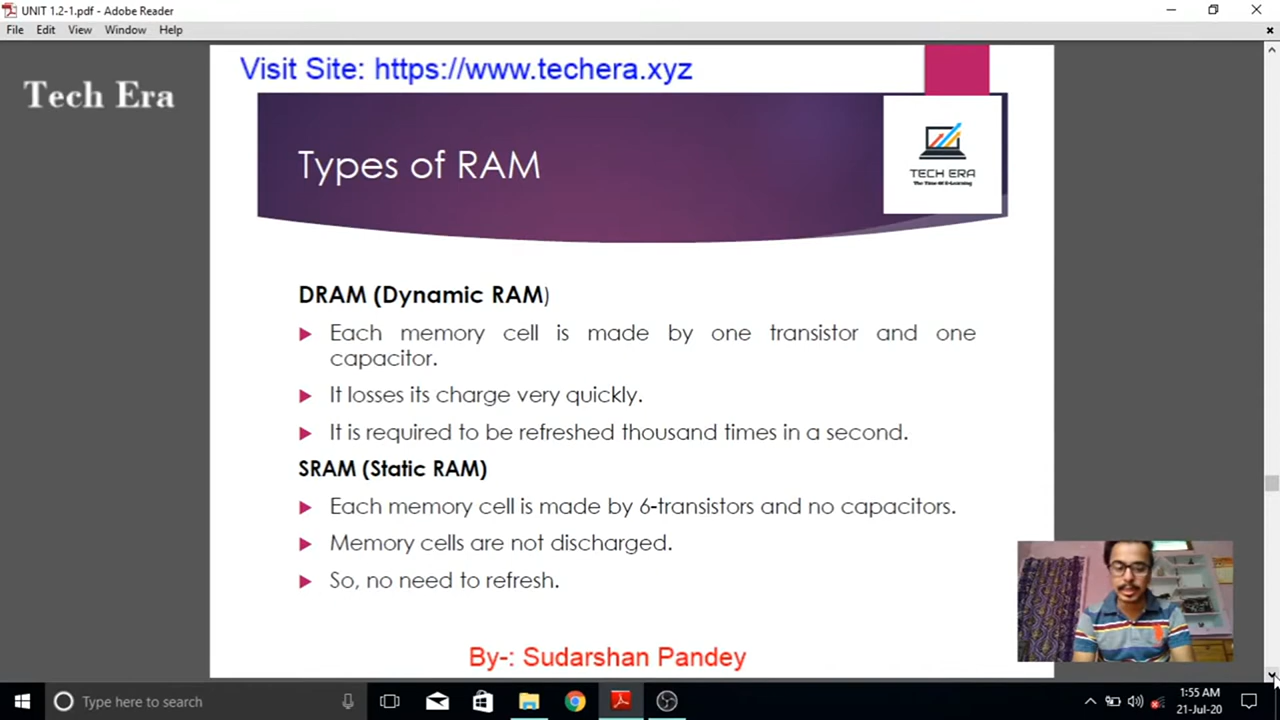 UNIT 1.2-1.pdf - Adobe Reader
File Edit View Window Help
Visit Site: https://www.techera.xyz
Tech Era
Types of RAM
TECH ERA
The Time Of E-Learning
DRAM (Dynamic RAM)
Each memory cell is made by one transistor and one
capacitor.
It losses its charge very quickly.
It is required to be refreshed thousand times in a second.
SRAM (Static RAM)
Each memory cell is made by 6-transistors and no capacitors.
Memory cells are not discharged.
So, no need to refresh.
By-: Sudarshan Pandey
Type here to search
1:55 AM
21-Jul-20